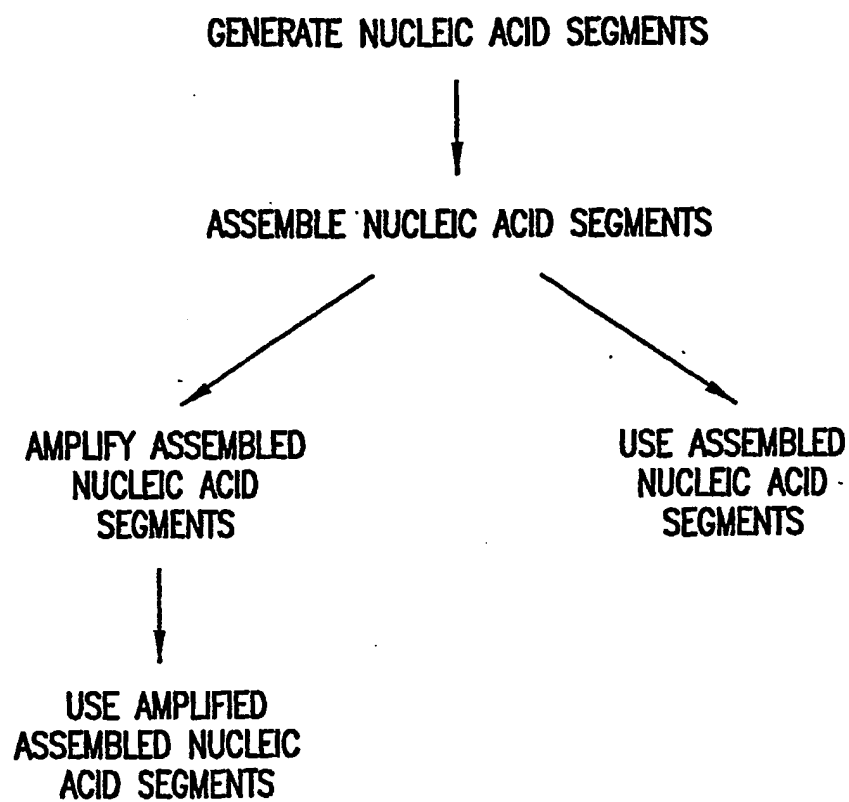 GENERATE NUCLEIC ACID SEGMENTS
ASSEMBLE NUCLEIC ACID SEGMENTS
AMPLIFY ASSEMBLED
NUCLEIC ACID
SEGMENTS
USE ASSEMBLED
NUCLEIC ACID
SEGMENTS
USE AMPLIFIED
ASSEMBLED NUCLEIC
ACID SEGMENTS